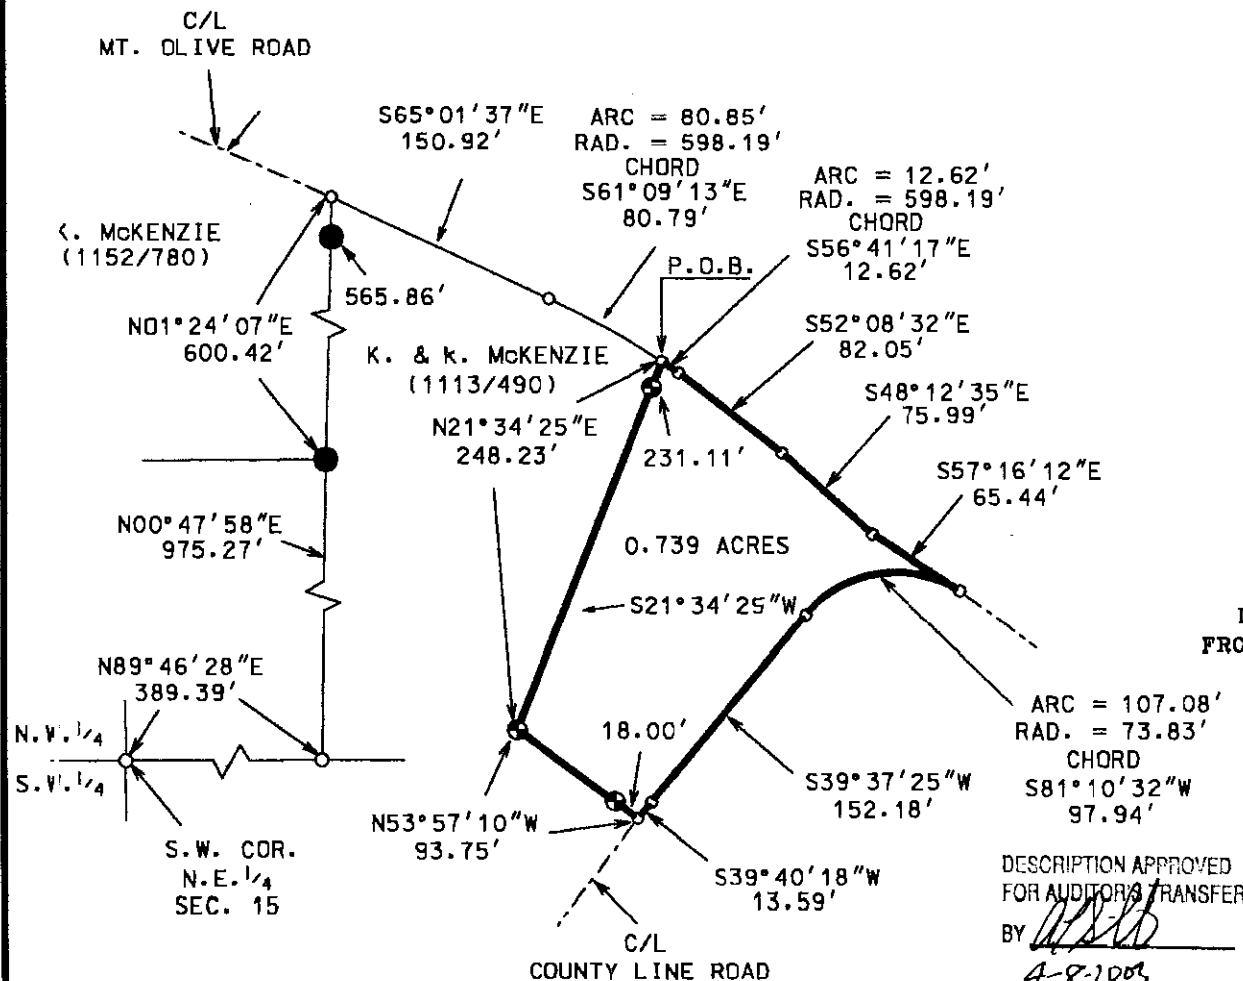 C/L
MT. OLIVE ROAD
S65°01'37"E
150.92'
ARC = 80.85'
RAD. = 598.19'
CHORD
S61°09'13"E
80.79'
ARC = 12.62'
RAD. = 598.19'
CHORD
S56°41'17"E
12.62'
McKENZIE
(1152/780)
565.86'
P.O.B.
N01°24'07"E
600.42'
K. & K. McKENZIE
(1113/490)
S52°08'32"E
82.05'
N21°34'25"E
248.23'
231.11'
S48°12'35"E
75.99'
S57°16'12"E
65.44'
N00°47'58"E
975.27'
0.739 ACRES
S21°34'25"W
FRO
N89°46'28"E
389.39'
N.W. 1/4
S.W. 1/4
18.00'
ARC = 107.08'
RAD. = 73.83'
CHORD
S81°10'32"W
97.94'
S39°37'25"W
152.18'
N53°57'10"W
93.75'
S.W. COR.
N.E. 1/4
SEC. 15
S39°40'18"W
13.59'
C/L
COUNTY LINE ROAD
DESCRIPTION APPROVED
FOR AUDITOR'S TRANSFER
BY